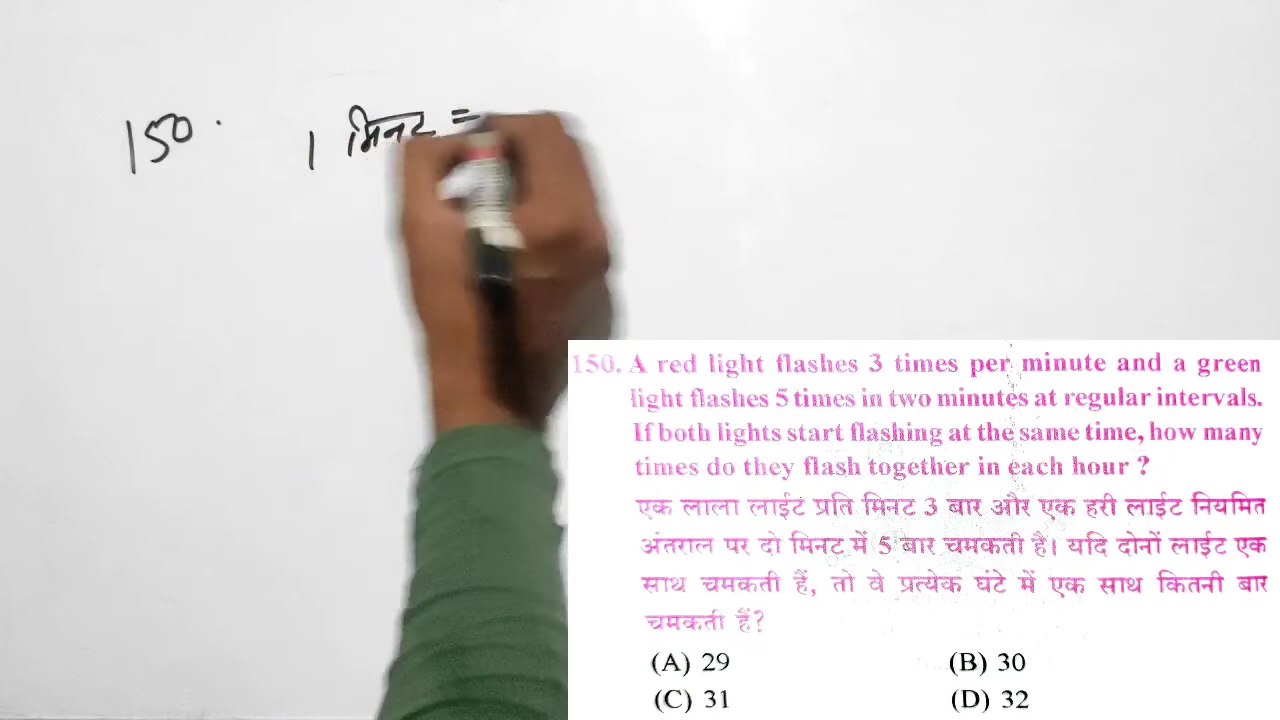 150.
1 मिनट =
150. A red light flashes 3 times per minute and a green
light flashes 5 times in two minutes at regular intervals.
If both lights start flashing at the same time, how many
times do they flash together in each hour ?
एक लाला लाईट प्रति मिनट 3 बार और एक हरी लाईट नियमित
अंतराल पर दो मिनट में 5 बार चमकती है। यदि दोनों लाईट एक
साथ चमकती हैं, तो वे प्रत्येक घंटे में एक साथ कितनी बार
चमकती हैं?
(A) 29 (B) 30
(C) 31 (D) 32